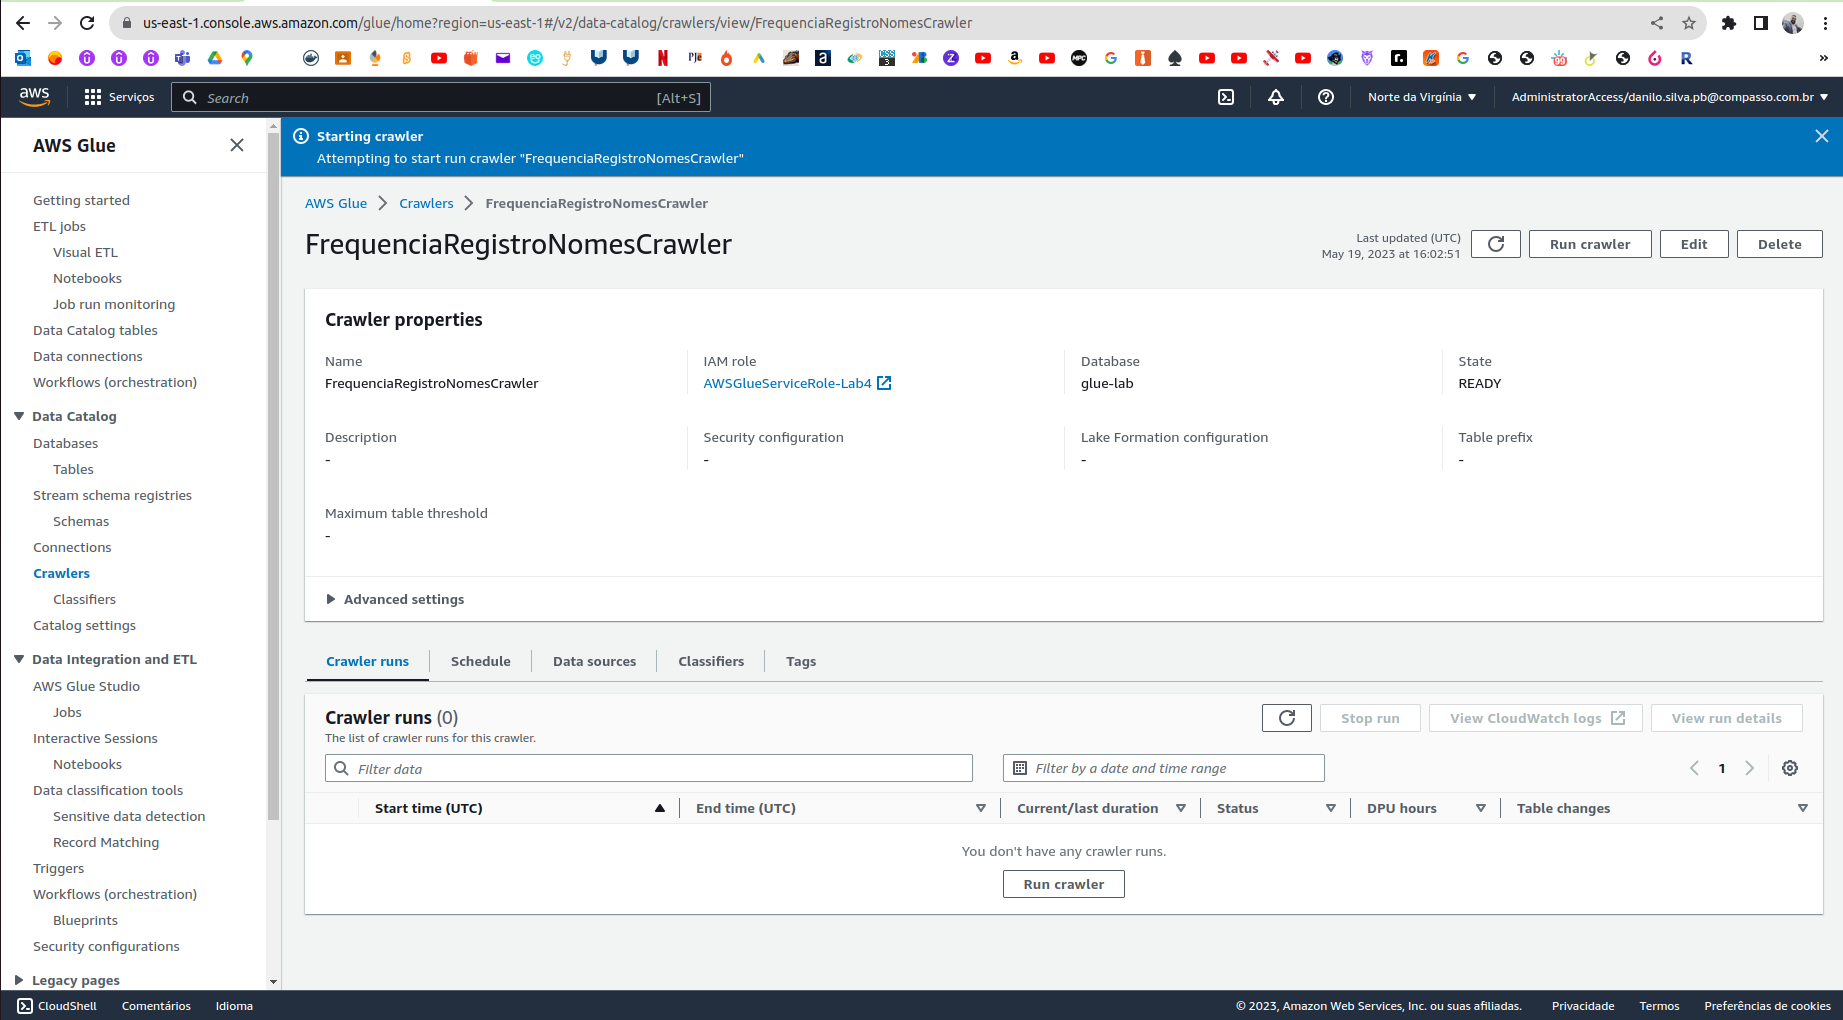 us-east-1.console.aws.amazon.com/glue/home?region=us-east-1#/v2/data-catalog/crawlers/view/FrequenciaRegistroNomesCrawler
aws
Serviços
Search
[Alt+S]
Norte da Virgínia
AdministratorAccess/danilo.silva.pb@compasso.com.br
AWS Glue
Getting started
ETL jobs
Visual ETL
Notebooks
Job run monitoring
Data Catalog tables
Data connections
Workflows (orchestration)
Data Catalog
Databases
Tables
Stream schema registries
Schemas
Connections
Crawlers
Classifiers
Catalog settings
Data Integration and ETL
AWS Glue Studio
Jobs
Interactive Sessions
Notebooks
Data classification tools
Sensitive data detection
Record Matching
Triggers
Workflows (orchestration)
Blueprints
Security configurations
Legacy pages
Starting crawler
Attempting to start run crawler "FrequenciaRegistroNomesCrawler"
AWS Glue
Crawlers
FrequenciaRegistroNomesCrawler
FrequenciaRegistroNomesCrawler
Last updated (UTC)
May 19, 2023 at 16:02:51
Run crawler
Edit
Delete
Crawler properties
Name
FrequenciaRegistroNomesCrawler
IAM role
AWSGlueServiceRole-Lab4
Database
glue-lab
State
READY
Description
-
Security configuration
-
Lake Formation configuration
-
Table prefix
-
Maximum table threshold
-
Advanced settings
Crawler runs
Schedule
Data sources
Classifiers
Tags
Crawler runs (0)
The list of crawler runs for this crawler.
Stop run
View CloudWatch logs
View run details
Filter data
Filter by a date and time range
1
Start time (UTC)
End time (UTC)
Current/last duration
Status
DPU hours
Table changes
You don't have any crawler runs.
Run crawler
CloudShell
Comentários
Idioma
© 2023, Amazon Web Services, Inc. ou suas afiliadas.
Privacidade
Termos
Preferências de cookies